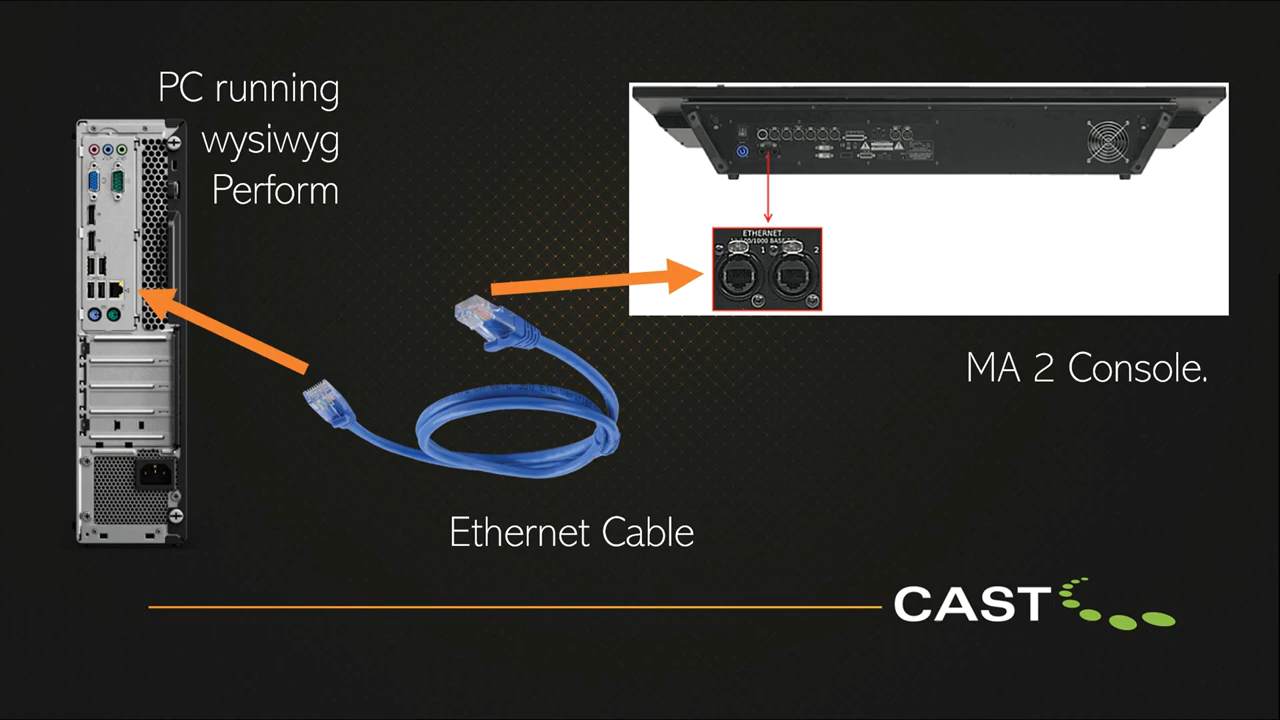 PC running
wysiwyg
Perform
ETHERNET
1
2
MA 2 Console.
Ethernet Cable
CAST